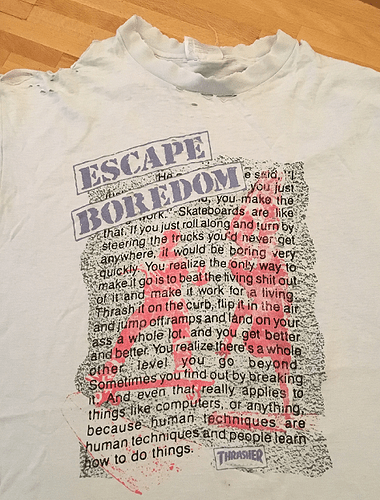 ESCAPE
BOREDOM
He e said, "I
you just
you make the
work." Skateboards are like
that. If you just roll along and turn by
steering the trucks you'd never get
anywhere, it would be boring very
quickly. You realize the only way to
make it go is to beat the living shit out
of it and make it work for a living.
Thrash it on the curb, flip it in the air
and jump off ramps and land on your
ass a whole lot, and you get better
and better. You realize there's a whole
other level you go beyond
Sometimes you find out by breaking
it. And even that really applies to
things like computers, or anything,
because human techniques are
human techniques and people learn
how to do things.
THRASHER